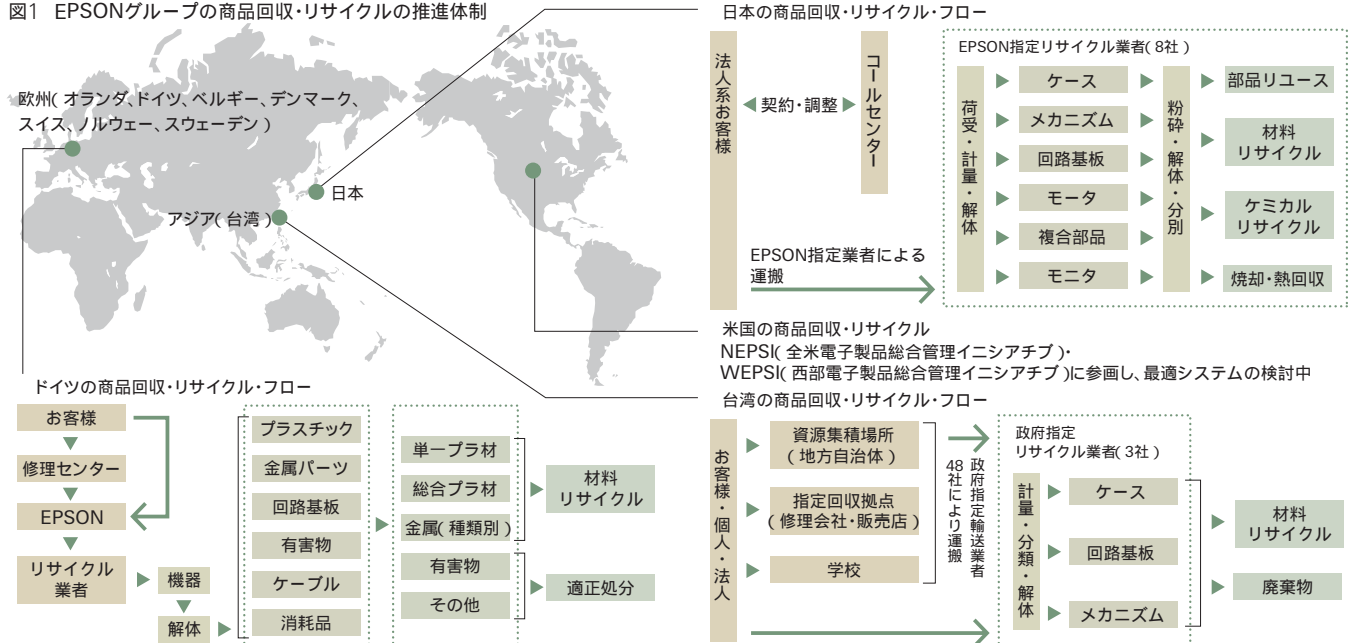 図1 EPSONグループの商品回収・リサイクルの推進体制
欧州(オランダ、ドイツ、ベルギー、デンマーク、
スイス、ノルウェー、スウェーデン)
日本
アジア(台湾)
日本の商品回収・リサイクル・フロー
法人系お客様
契約・調整
コールセンター
EPSON指定業者による
運搬
EPSON指定リサイクル業者(8社)
荷受・計量・解体
ケース
メカニズム
回路基板
モータ
複合部品
モニタ
粉砕・解体・分別
部品リユース
材料
リサイクル
ケミカル
リサイクル
焼却・熱回収
米国の商品回収・リサイクル
NEPSI(全米電子製品総合管理イニシアチブ)・
WEPSI(西部電子製品総合管理イニシアチブ)に参画し、最適システムの検討中
ドイツの商品回収・リサイクル・フロー
お客様
修理センター
EPSON
リサイクル
業者
機器
解体
プラスチック
金属パーツ
回路基板
有害物
ケーブル
消耗品
単一プラ材
総合プラ材
金属(種類別)
有害物
その他
材料
リサイクル
適正処分
台湾の商品回収・リサイクル・フロー
お客様・個人・法人
資源集積場所
(地方自治体)
指定回収拠点
(修理会社・販売店)
学校
政府指定輸送業者
48社により運搬
政府指定
リサイクル業者(3社)
計量・分類・解体
ケース
回路基板
メカニズム
材料
リサイクル
廃棄物